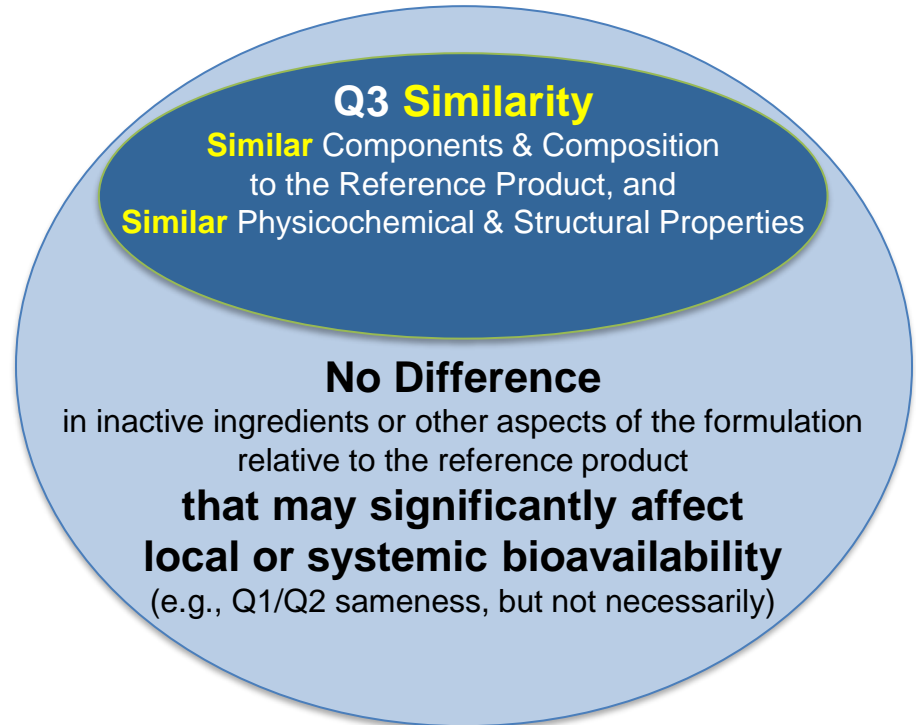 Q3 Similarity
Similar Components & Composition
to the Reference Product, and
Similar Physicochemical & Structural Properties
No Difference
in inactive ingredients or other aspects of the formulation
relative to the reference product
that may significantly affect
local or systemic bioavailability
(e.g., Q1/Q2 sameness, but not necessarily)